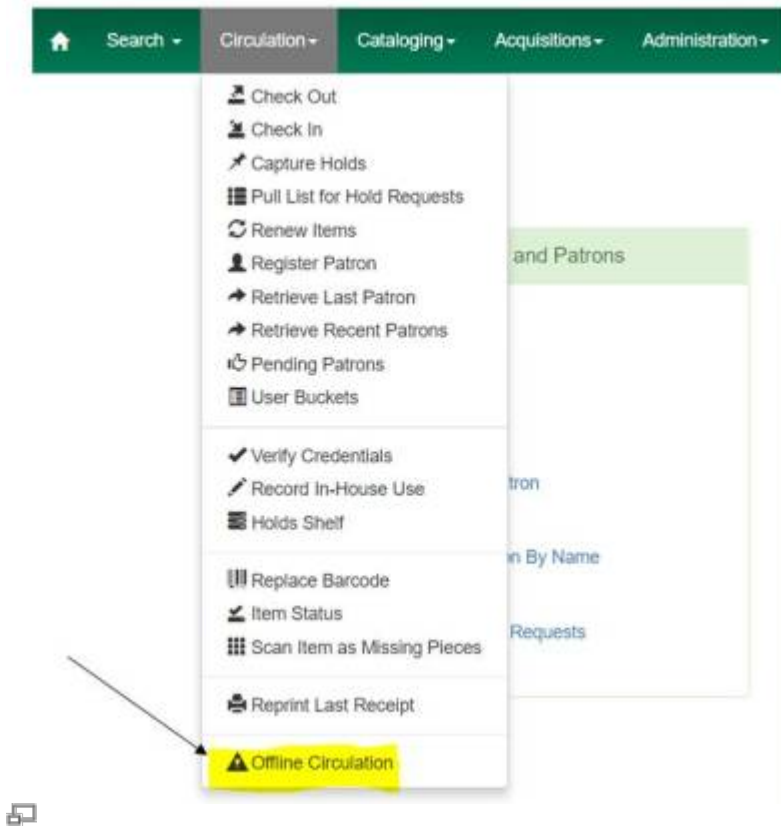 Search
Circulation
Cataloging
Acquisitions
Administration
Check Out
Check In
Capture Holds
Pull List for Hold Requests
Renew Items
Register Patron
Retrieve Last Patron
Retrieve Recent Patrons
Pending Patrons
User Buckets
and Patrons
Verify Credentials
Record In-House Use
Holds Shelf
tron
n By Name
Replace Barcode
Item Status
Scan Item as Missing Pieces
Requests
Reprint Last Receipt
Offline Circulation